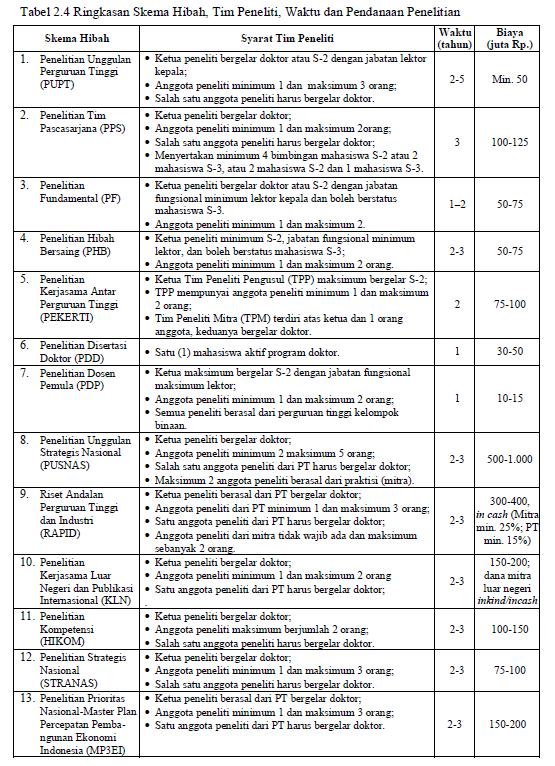 Tabel 2.4 Ringkasan Skema Hibah, Tim Peneliti, Waktu dan Pendanaan Penelitian
Skema Hibah
Syarat Tim Peneliti
Waktu
(tahun)
Biaya
(juta Rp.)
1. Penelitian Unggulan
Perguruan Tinggi
(PUPT)
• Ketua peneliti bergelar doktor atau S-2 dengan jabatan lektor
kepala;
• Anggota peneliti minimum 1 dan maksimum 3 orang;
• Salah satu anggota peneliti harus bergelar doktor.
2-5
Min. 50
2. Penelitian Tim
Pascasarjana (PPS)
• Ketua peneliti bergelar doktor;
• Anggota peneliti minimum 1 dan maksimum 2orang;
• Salah satu anggota peneliti harus bergelar doktor;
• Menyertakan minimum 4 bimbingan mahasiswa S-2 atau 2
mahasiswa S-3, atau 2 mahasiswa S-2 dan 1 mahasiswa S-3.
3
100-125
3. Penelitian
Fundamental (PF)
• Ketua peneliti bergelar doktor atau S-2 dengan jabatan
fungsional minimum lektor kepala dan boleh berstatus
mahasiswa S-3.
• Anggota peneliti minimum 1 dan maksimum 2.
1–2
50-75
4. Penelitian Hibah
Bersaing (PHB)
• Ketua peneliti minimum S-2, jabatan fungsional minimum
lektor, dan boleh berstatus mahasiswa S-3;
• Anggota peneliti minimum 1 dan maksimum 2 orang.
2-3
50-75
5. Penelitian
Kerjasama Antar
Perguruan Tinggi
(PEKERTI)
• Ketua Tim Peneliti Pengusul (TPP) maksimum bergelar S-2;
• TPP mempunyai anggota peneliti minimum 1 dan maksimum
2 orang;
• Tim Peneliti Mitra (TPM) terdiri atas ketua dan 1 orang
anggota, keduanya bergelar doktor.
2
75-100
6. Penelitian Disertasi
Doktor (PDD)
• Satu (1) mahasiswa aktif program doktor.
1
30-50
7. Penelitian Dosen
Pemula (PDP)
• Ketua maksimum bergelar S-2 dengan jabatan fungsional
maksimum lektor;
• Anggota peneliti minimum 1 dan maksimum 2 orang;
• Semua peneliti berasal dari perguruan tinggi kelompok
binaan.
1
10-15
8. Penelitian Unggulan
Strategis Nasional
(PUSNAS)
• Ketua peneliti bergelar doktor;
• Anggota peneliti minimum 2 maksimum 5 orang;
• Salah satu anggota peneliti dari PT harus bergelar doktor;
• Maksimum 2 anggota peneliti berasal dari praktisi (mitra).
2-3
500-1.000
9. Riset Andalan
Perguruan Tinggi
dan Industri
(RAPID)
• Ketua peneliti berasal dari PT bergelar doktor;
• Anggota peneliti dari PT minimum 1 dan maksimum 3 orang;
• Satu anggota peneliti dari PT harus bergelar doktor;
• Anggota peneliti dari mitra tidak wajib ada dan maksimum
sebanyak 2 orang.
2-3
300-400,
in cash (Mitra
min. 25%; PT
min. 15%)
10. Penelitian
Kerjasama Luar
Negeri dan Publikasi
Internasional (KLN)
• Ketua peneliti bergelar doktor;
• Anggota peneliti minimum 1 dan maksimum 2 orang
• Satu anggota peneliti dari PT harus bergelar doktor;
.
2-3
150-200;
dana mitra
luar negeri
inkind/incash
11. Penelitian
Kompetensi
(HIKOM)
• Ketua peneliti bergelar doktor;
• Anggota peneliti maksimum berjumlah 2 orang;
• Salah satu anggota peneliti harus bergelar doktor.
2-3
100-150
12. Penelitian Strategis
Nasional
(STRANAS)
• Ketua peneliti bergelar doktor;
• Anggota peneliti minimum 1 dan maksimum 3 orang;
• Salah satu anggota peneliti harus bergelar doktor.
2-3
75-100
13. Penelitian Prioritas
Nasional-Master Plan
Percepatan Pemba-
ngunan Ekonomi
Indonesia (MP3EI)
• Ketua peneliti berasal dari PT bergelar doktor;
• Anggota peneliti minimum 1 dan maksimum 3 orang;
• Satu anggota peneliti dari PT harus bergelar doktor.
2-3
150-200